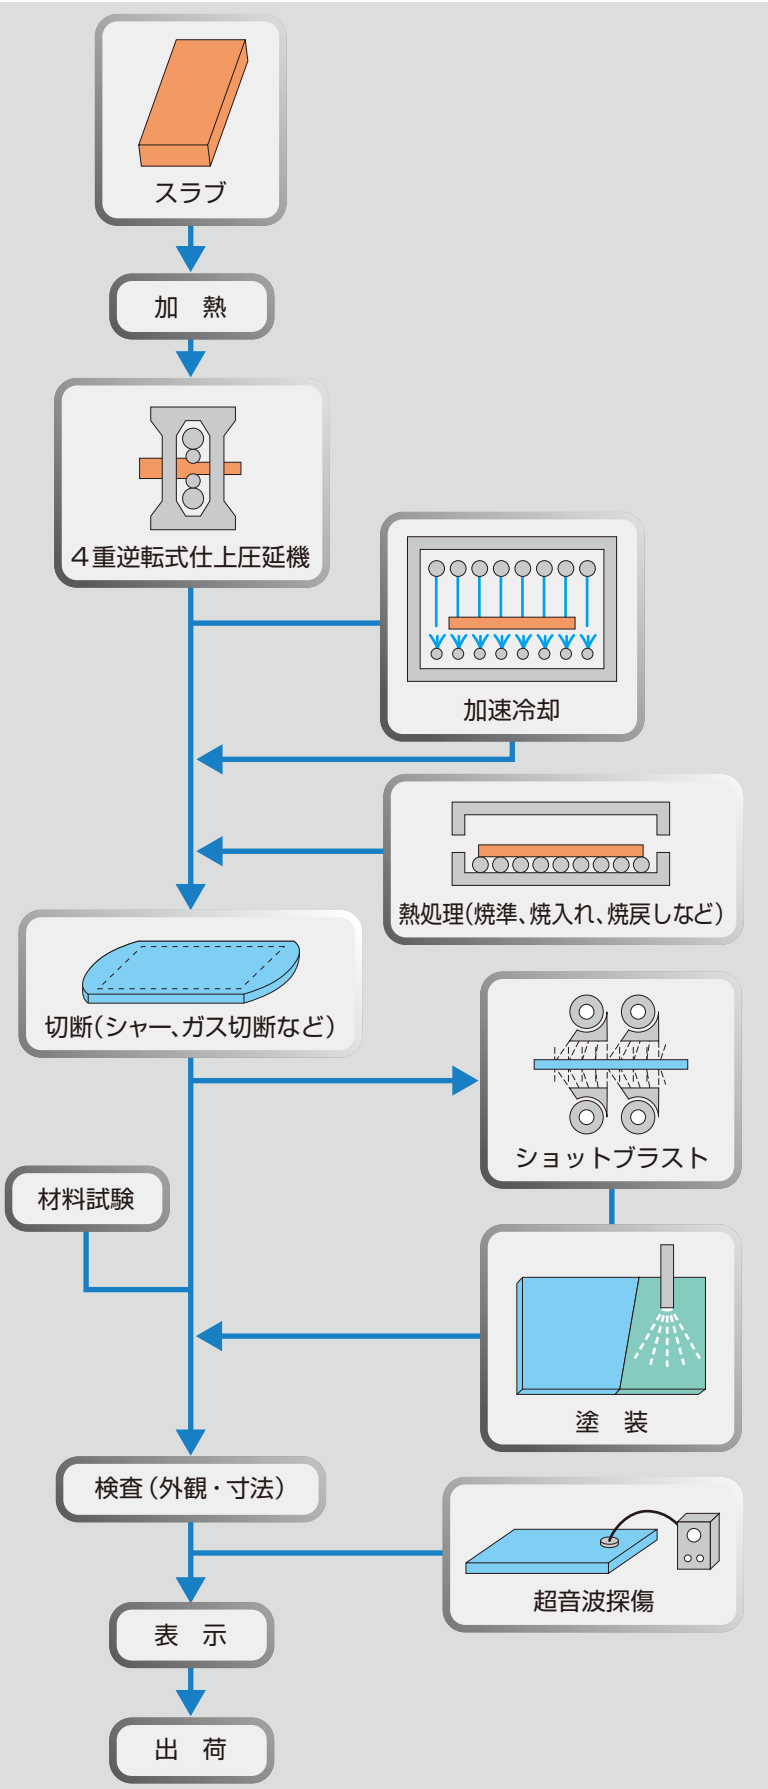 スラブ
加　熱
４重逆転式仕上圧延機
加速冷却
熱処理（焼準、焼入れ、焼戻しなど）
切断（シャー、ガス切断など）
ショットブラスト
材料試験
塗　装
検査（外観・寸法）
超音波探傷
表　示
出　荷